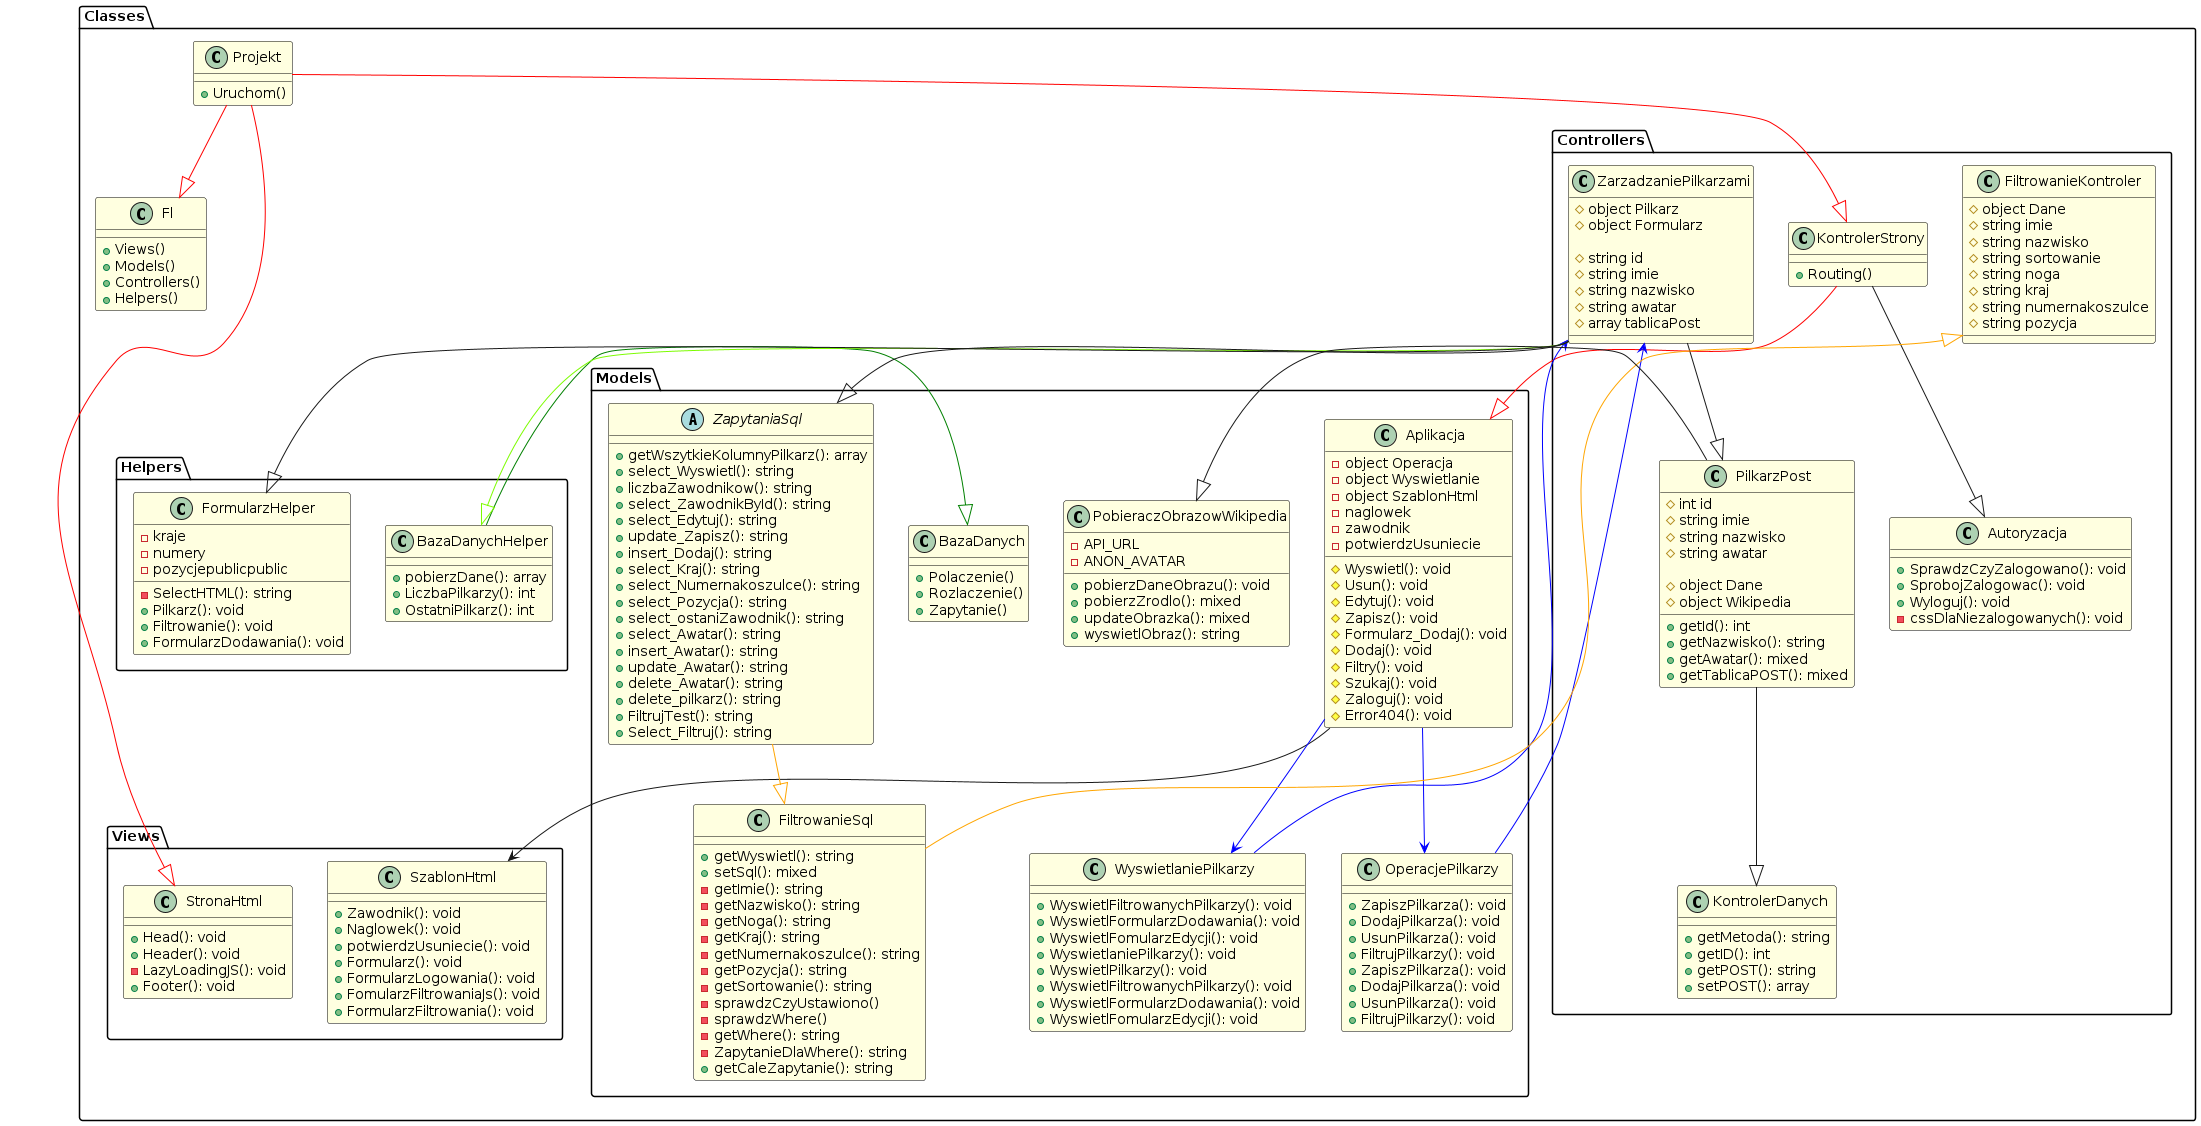 Classes
C Projekt
Uruchom()
C Fl
Views()
Models()
Controllers()
Helpers()
Controllers
C ZarzadzaniePilkarzami
object Pilkarz
object Formularz
string id
string imie
string nazwisko
string awatar
array tablicaPost
C KontrolerStrony
Routing()
C FiltrowanieKontroler
object Dane
string imie
string nazwisko
string sortowanie
string noga
string kraj
string numernakoszulce
string pozycja
C PilkarzPost
int id
string imie
string nazwisko
string awatar
object Dane
object Wikipedia
getId(): int
getNazwisko(): string
getAwatar(): mixed
getTablicaPOST(): mixed
C Autoryzacja
SprawdzCzyZalogowano(): void
SprobojZalogowac(): void
Wyloguj(): void
cssDlaNiezalogowanych(): void
C KontrolerDanych
getMetoda(): string
getID(): int
getPOST(): string
setPOST(): array
Helpers
C FormularzHelper
kraje
numery
pozycjepublicpublic
SelectHTML(): string
Pilkarz(): void
Filtrowanie(): void
FormularzDodawania(): void
C BazaDanychHelper
pobierzDane(): array
LiczbaPilkarzy(): int
OstatniPilkarz(): int
Models
A ZapytaniaSql
getWszytkieKolumnyPilkarz(): array
select_Wyswietl(): string
liczbaZawodnikow(): string
select_ZawodnikById(): string
select_Edytuj(): string
update_Zapisz(): string
insert_Dodaj(): string
select_Kraj(): string
select_Numernakoszulce(): string
select_Pozycja(): string
select_ostaniZawodnik(): string
select_Awatar(): string
insert_Awatar(): string
update_Awatar(): string
delete_Awatar(): string
delete_pilkarz(): string
FiltrujTest(): string
Select_Filtruj(): string
C BazaDanych
Polaczenie()
Rozlaczenie()
Zapytanie()
C PobieraczObrazowWikipedia
API_URL
ANON_AVATAR
pobierzDaneObrazu(): void
pobierzZrodlo(): mixed
updateObrazka(): mixed
wyswietlObraz(): string
C Aplikacja
object Operacja
object Wyswietlanie
object SzablonHtml
naglowek
zawodnik
potwierdzUsuniecie
Wyswietl(): void
Usun(): void
Edytuj(): void
Zapisz(): void
Formularz_Dodaj(): void
Dodaj(): void
Filtry(): void
Szukaj(): void
Zaloguj(): void
Error404(): void
C FiltrowanieSql
getWyswietl(): string
setSql(): mixed
getImie(): string
getNazwisko(): string
getNoga(): string
getKraj(): string
getNumernakoszulce(): string
getPozycja(): string
getSortowanie(): string
sprawdzCzyUstawiono()
sprawdzWhere()
getWhere(): string
ZapytanieDlaWhere(): string
getCaleZapytanie(): string
C WyswietlaniePilkarzy
WyswietlFiltrowanychPilkarzy(): void
WyswietlFormularzDodawania(): void
WyswietlFomularzEdycji(): void
WyswietlaniePilkarzy(): void
WyswietlPilkarzy(): void
WyswietlFiltrowanychPilkarzy(): void
WyswietlFormularzDodawania(): void
WyswietlFomularzEdycji(): void
C OperacjePilkarzy
ZapiszPilkarza(): void
DodajPilkarza(): void
UsunPilkarza(): void
FiltrujPilkarzy(): void
ZapiszPilkarza(): void
DodajPilkarza(): void
UsunPilkarza(): void
FiltrujPilkarzy(): void
Views
C StronaHtml
Head(): void
Header(): void
LazyLoadingJS(): void
Footer(): void
C SzablonHtml
Zawodnik(): void
Naglowek(): void
potwierdzUsuniecie(): void
Formularz(): void
FormularzLogowania(): void
FomularzFiltrowaniaJs(): void
FormularzFiltrowania(): void